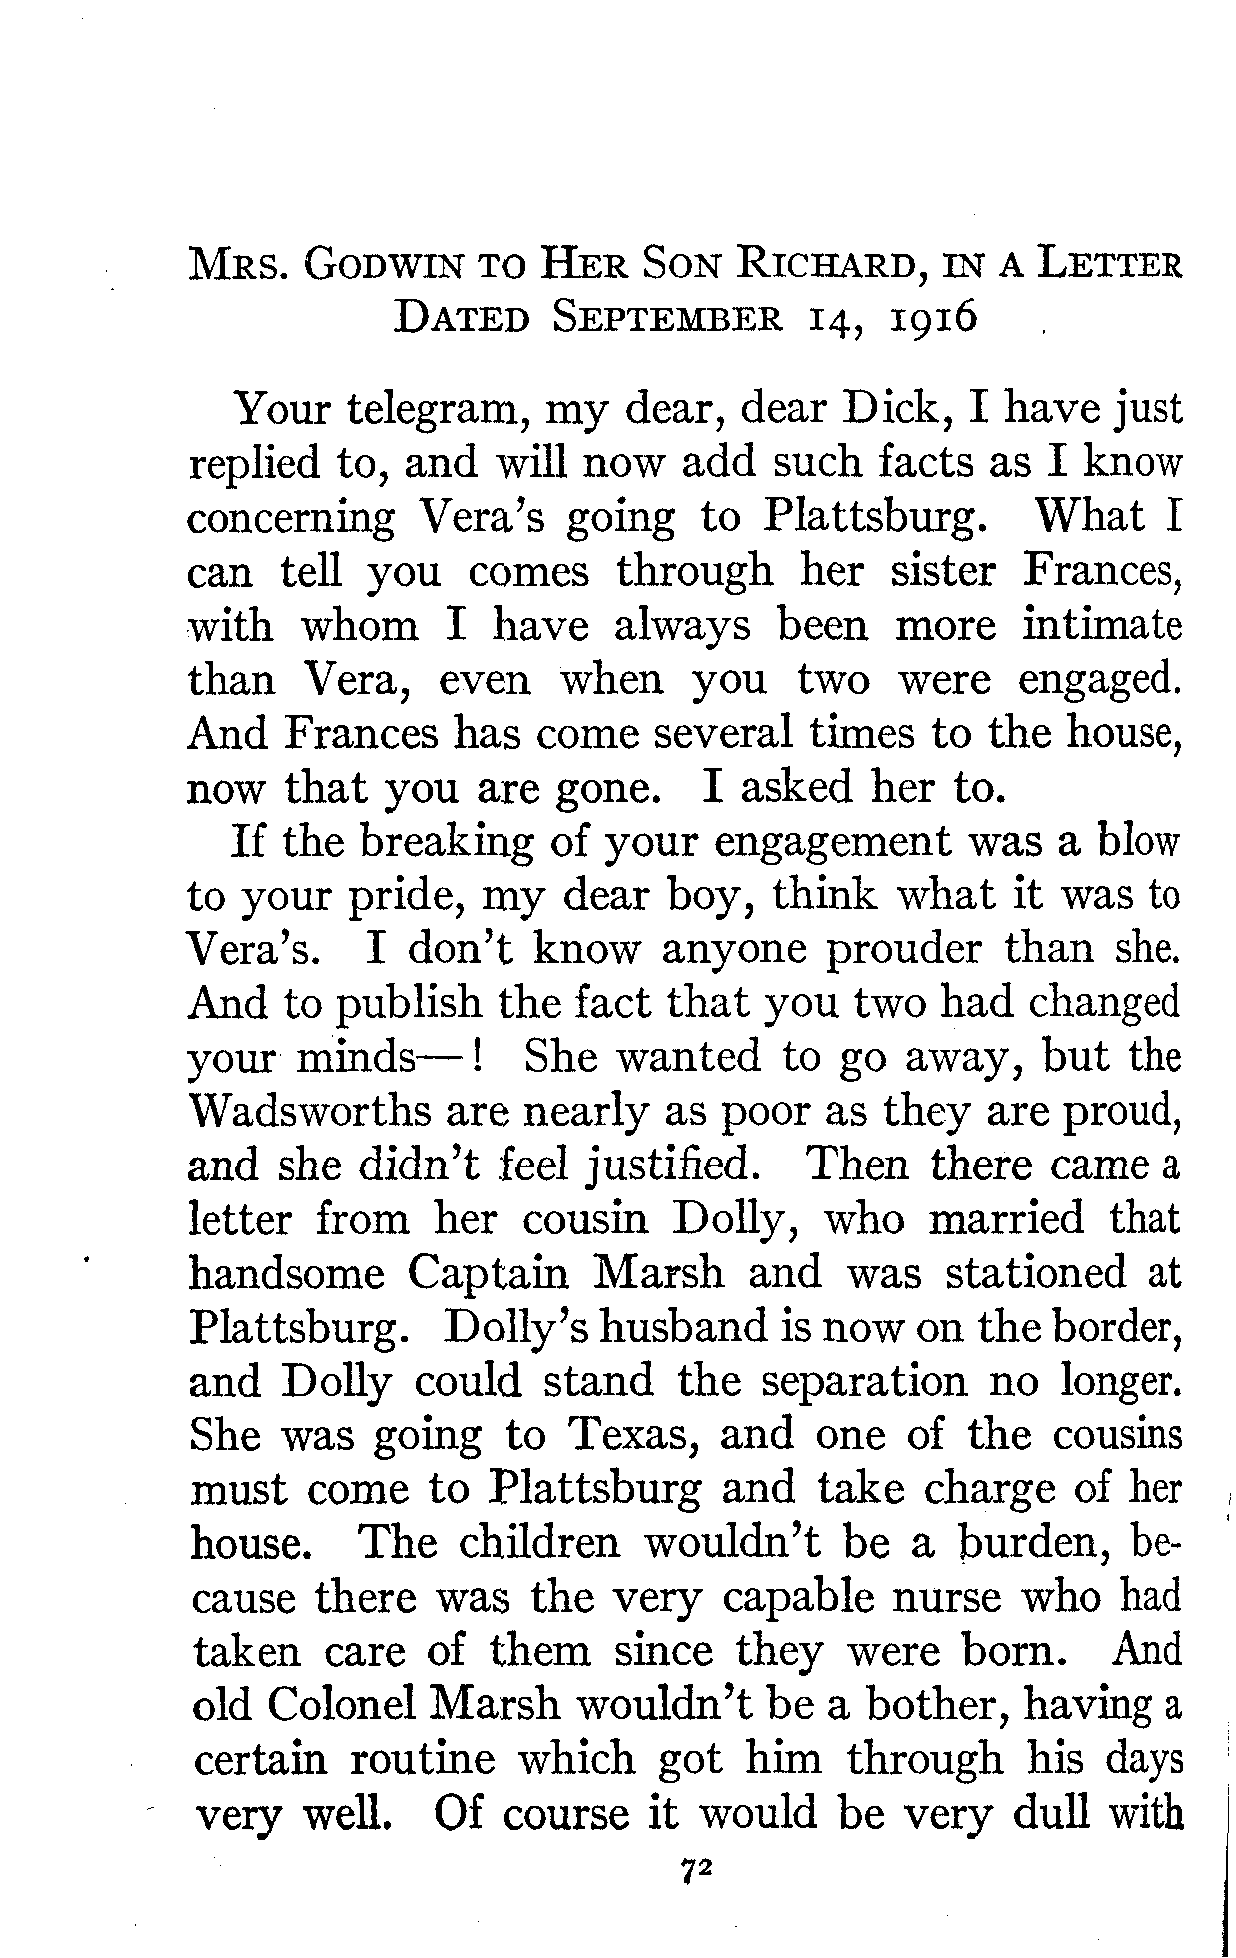 MRS. GODWIN TO HER SON RICHARD, IN A LETTER
DATED SEPTEMBER 14, 1916
Your telegram, my dear, dear Dick, I have just
replied to, and will now add such facts as I know
concerning Vera's going to Plattsburg. What I
can tell you comes through her sister Frances,
with whom I have always been more intimate
than Vera, even when you two were engaged.
And Frances has come several times to the house,
now that you are gone. I asked her to.
If the breaking of your engagement was a blow
to your pride, my dear boy, think what it was to
Vera's. I don't know anyone prouder than she.
And to publish the fact that you two had changed
your minds—! She wanted to go away, but the
Wadsworths are nearly as poor as they are proud,
and she didn't feel justified. Then there came a
letter from her cousin Dolly, who married that
handsome Captain Marsh and was stationed at
Plattsburg. Dolly's husband is now on the border,
and Dolly could stand the separation no longer.
She was going to Texas, and one of the cousins
must come to Plattsburg and take charge of her
house. The children wouldn't be a burden, be-
cause there was the very capable nurse who had
taken care of them since they were born. And
old Colonel Marsh wouldn't be a bother, having a
certain routine which got him through his days
very well. Of course it would be very dull with
72